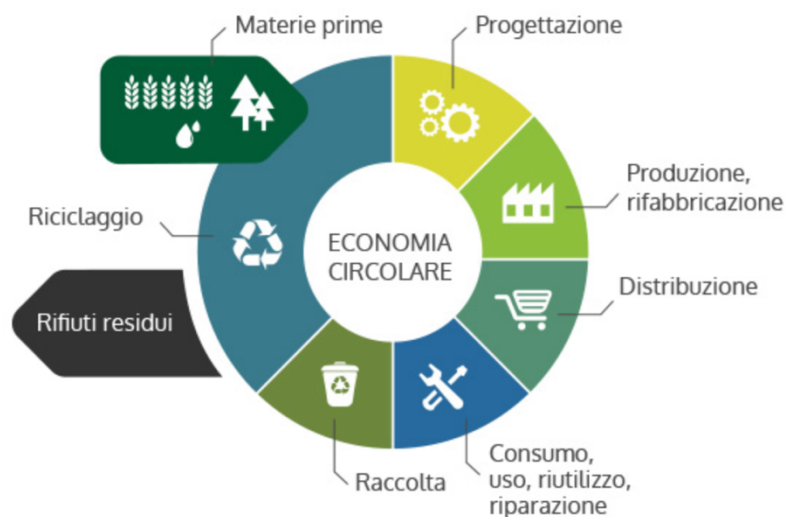 Materie prime
Progettazione
Produzione,
rifabbricazione
Riciclaggio
ECONOMIA
CIRCOLARE
Distribuzione
Rifiuti residui
Consumo,
uso, riutilizzo,
riparazione
Raccolta